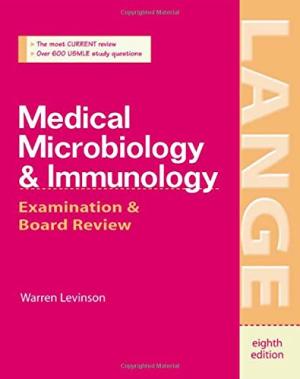 > The most CURRENT review
> Over 600 USMLE study questions
LANGE
Medical
Microbiology
& Immunology
Examination &
Board Review
Warren Levinson
eighth
edition